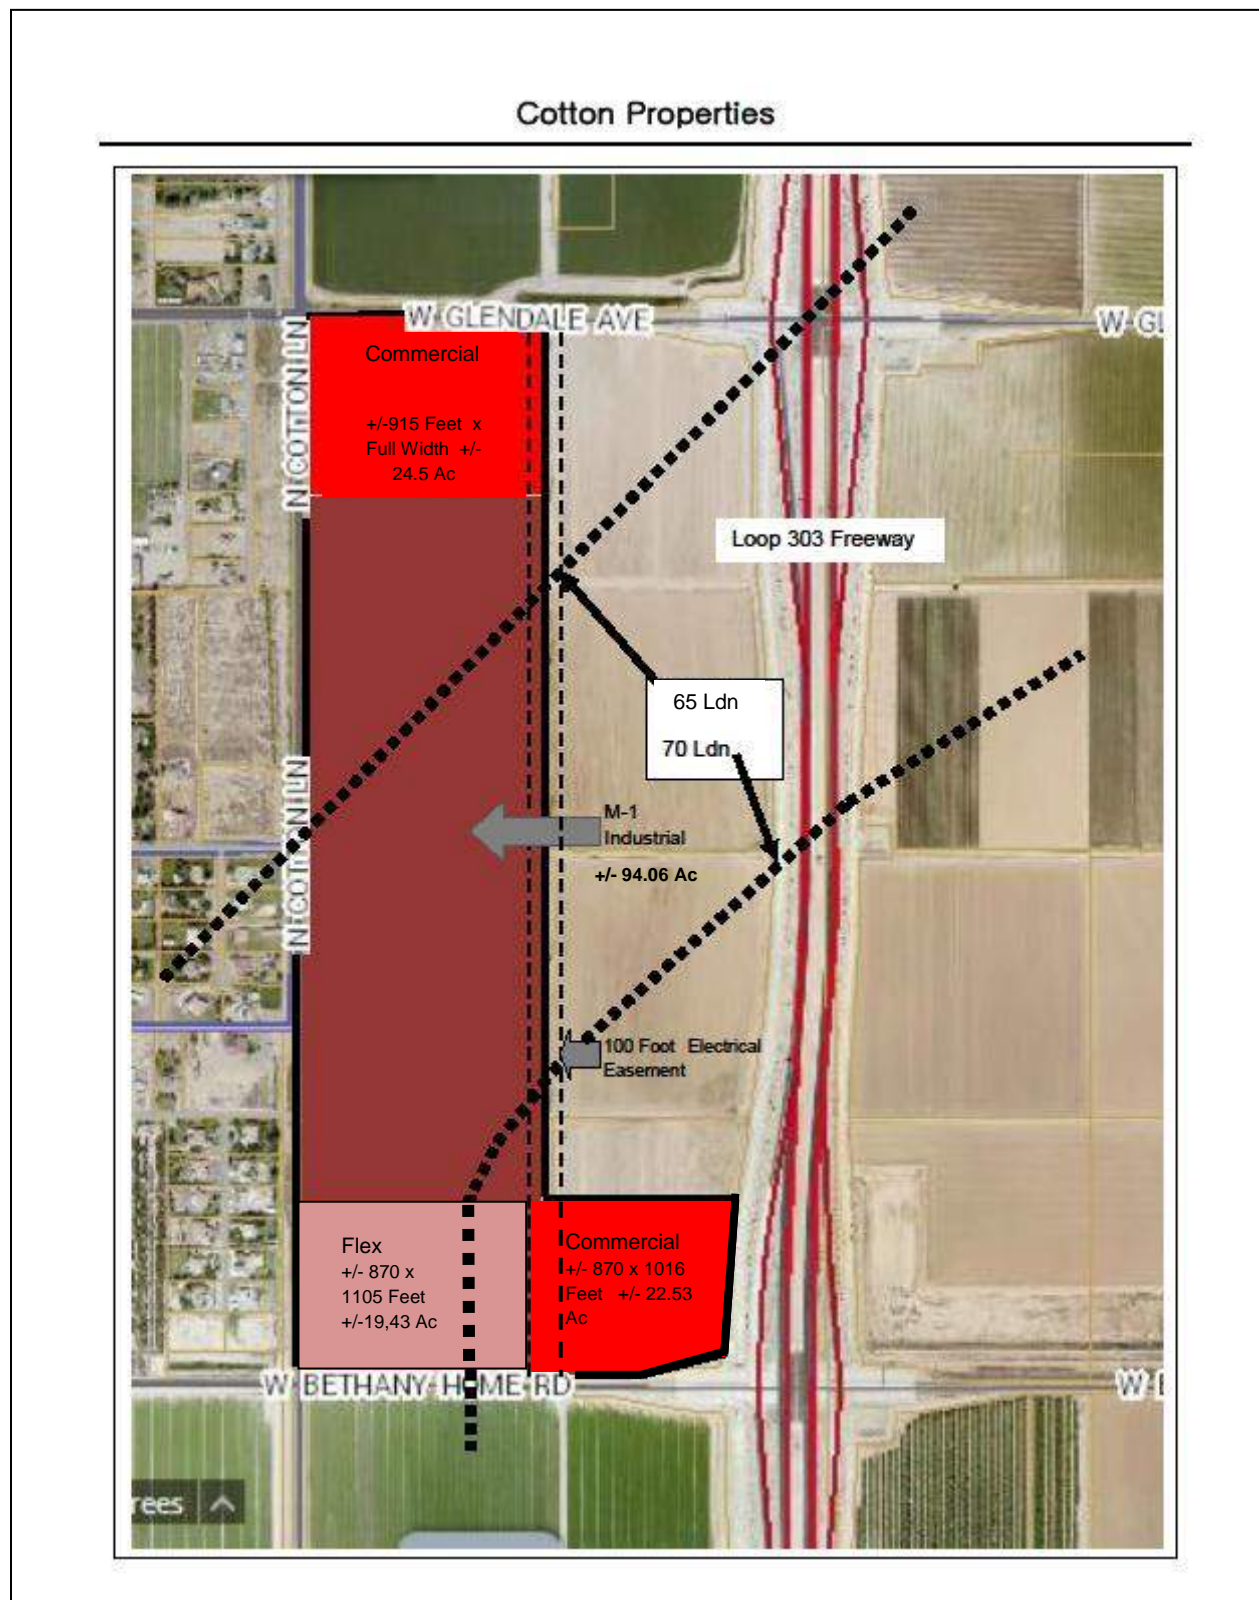 Cotton Properties
W GLENDALE AVE
W GL
N COTTON LN
Commercial
+/-915 Feet x
Full Width +/-
24.5 Ac
Loop 303 Freeway
65 Ldn
70 Ldn
N COTTON LN
M-1
Industrial
+/- 94.06 Ac
100 Foot Electrical
Easement
Flex
+/- 870 x
1105 Feet
+/-19,43 Ac
Commercial
+/- 870 x 1016
Feet +/- 22.53
Ac
W BETHANY HOME RD
W B
rees